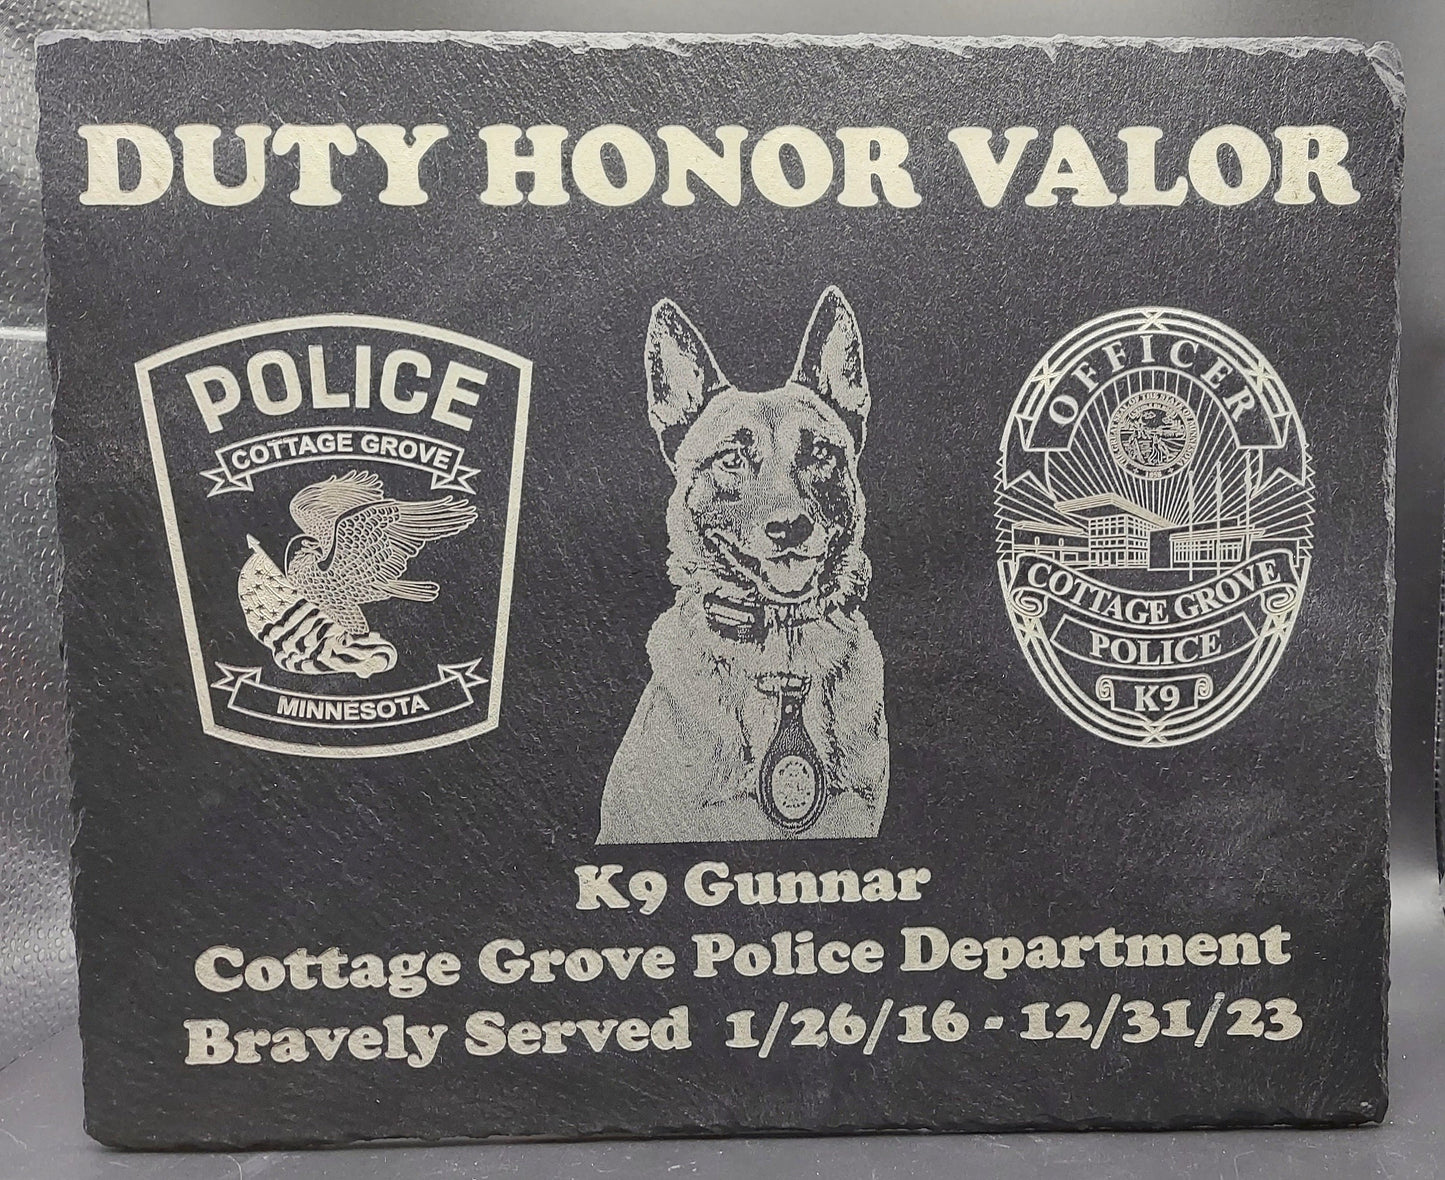 DUTY HONOR VALOR
POLICE
COTTAGE GROVE
MINNESOTA
OFFICER
COTTAGE GROVE
POLICE
K9
K9 Gunnar
Cottage Grove Police Department
Bravely Served 1/26/16 - 12/31/23